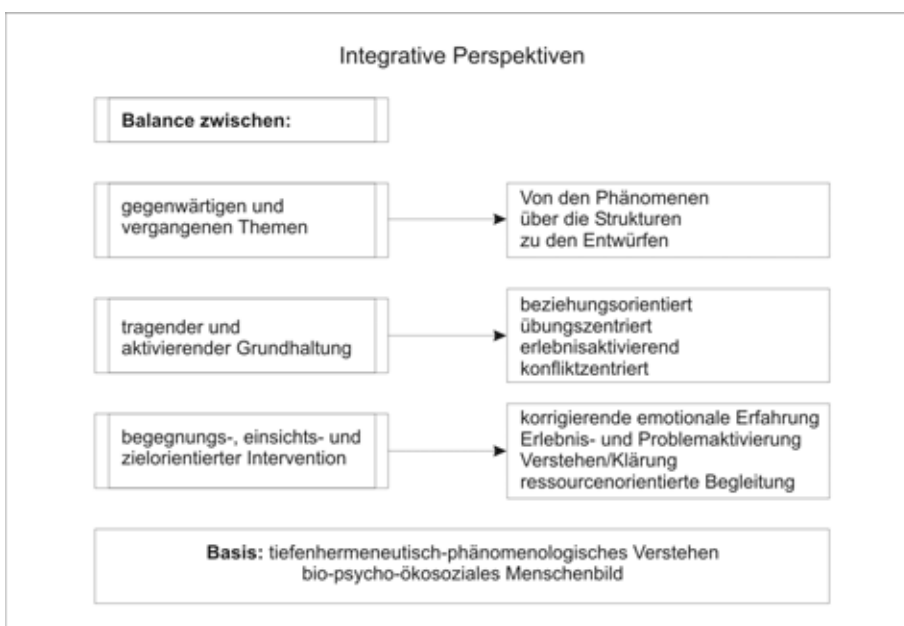 Integrative Perspektiven
Balance zwischen:
gegenwärtigen und
vergangenen Themen
Von den Phänomenen
über die Strukturen
zu den Entwürfen
tragender und
aktivierender Grundhaltung
beziehungsorientiert
übungszentriert
erlebnisaktivierend
konfliktzentriert
begegnungs-, einsichts- und
zielorientierter Intervention
korrigierende emotionale Erfahrung
Erlebnis- und Problemaktivierung
Verstehen/Klärung
ressourcenorientierte Begleitung
Basis: tiefenhermeneutisch-phänomenologisches Verstehen
bio-psycho-ökosoziales Menschenbild